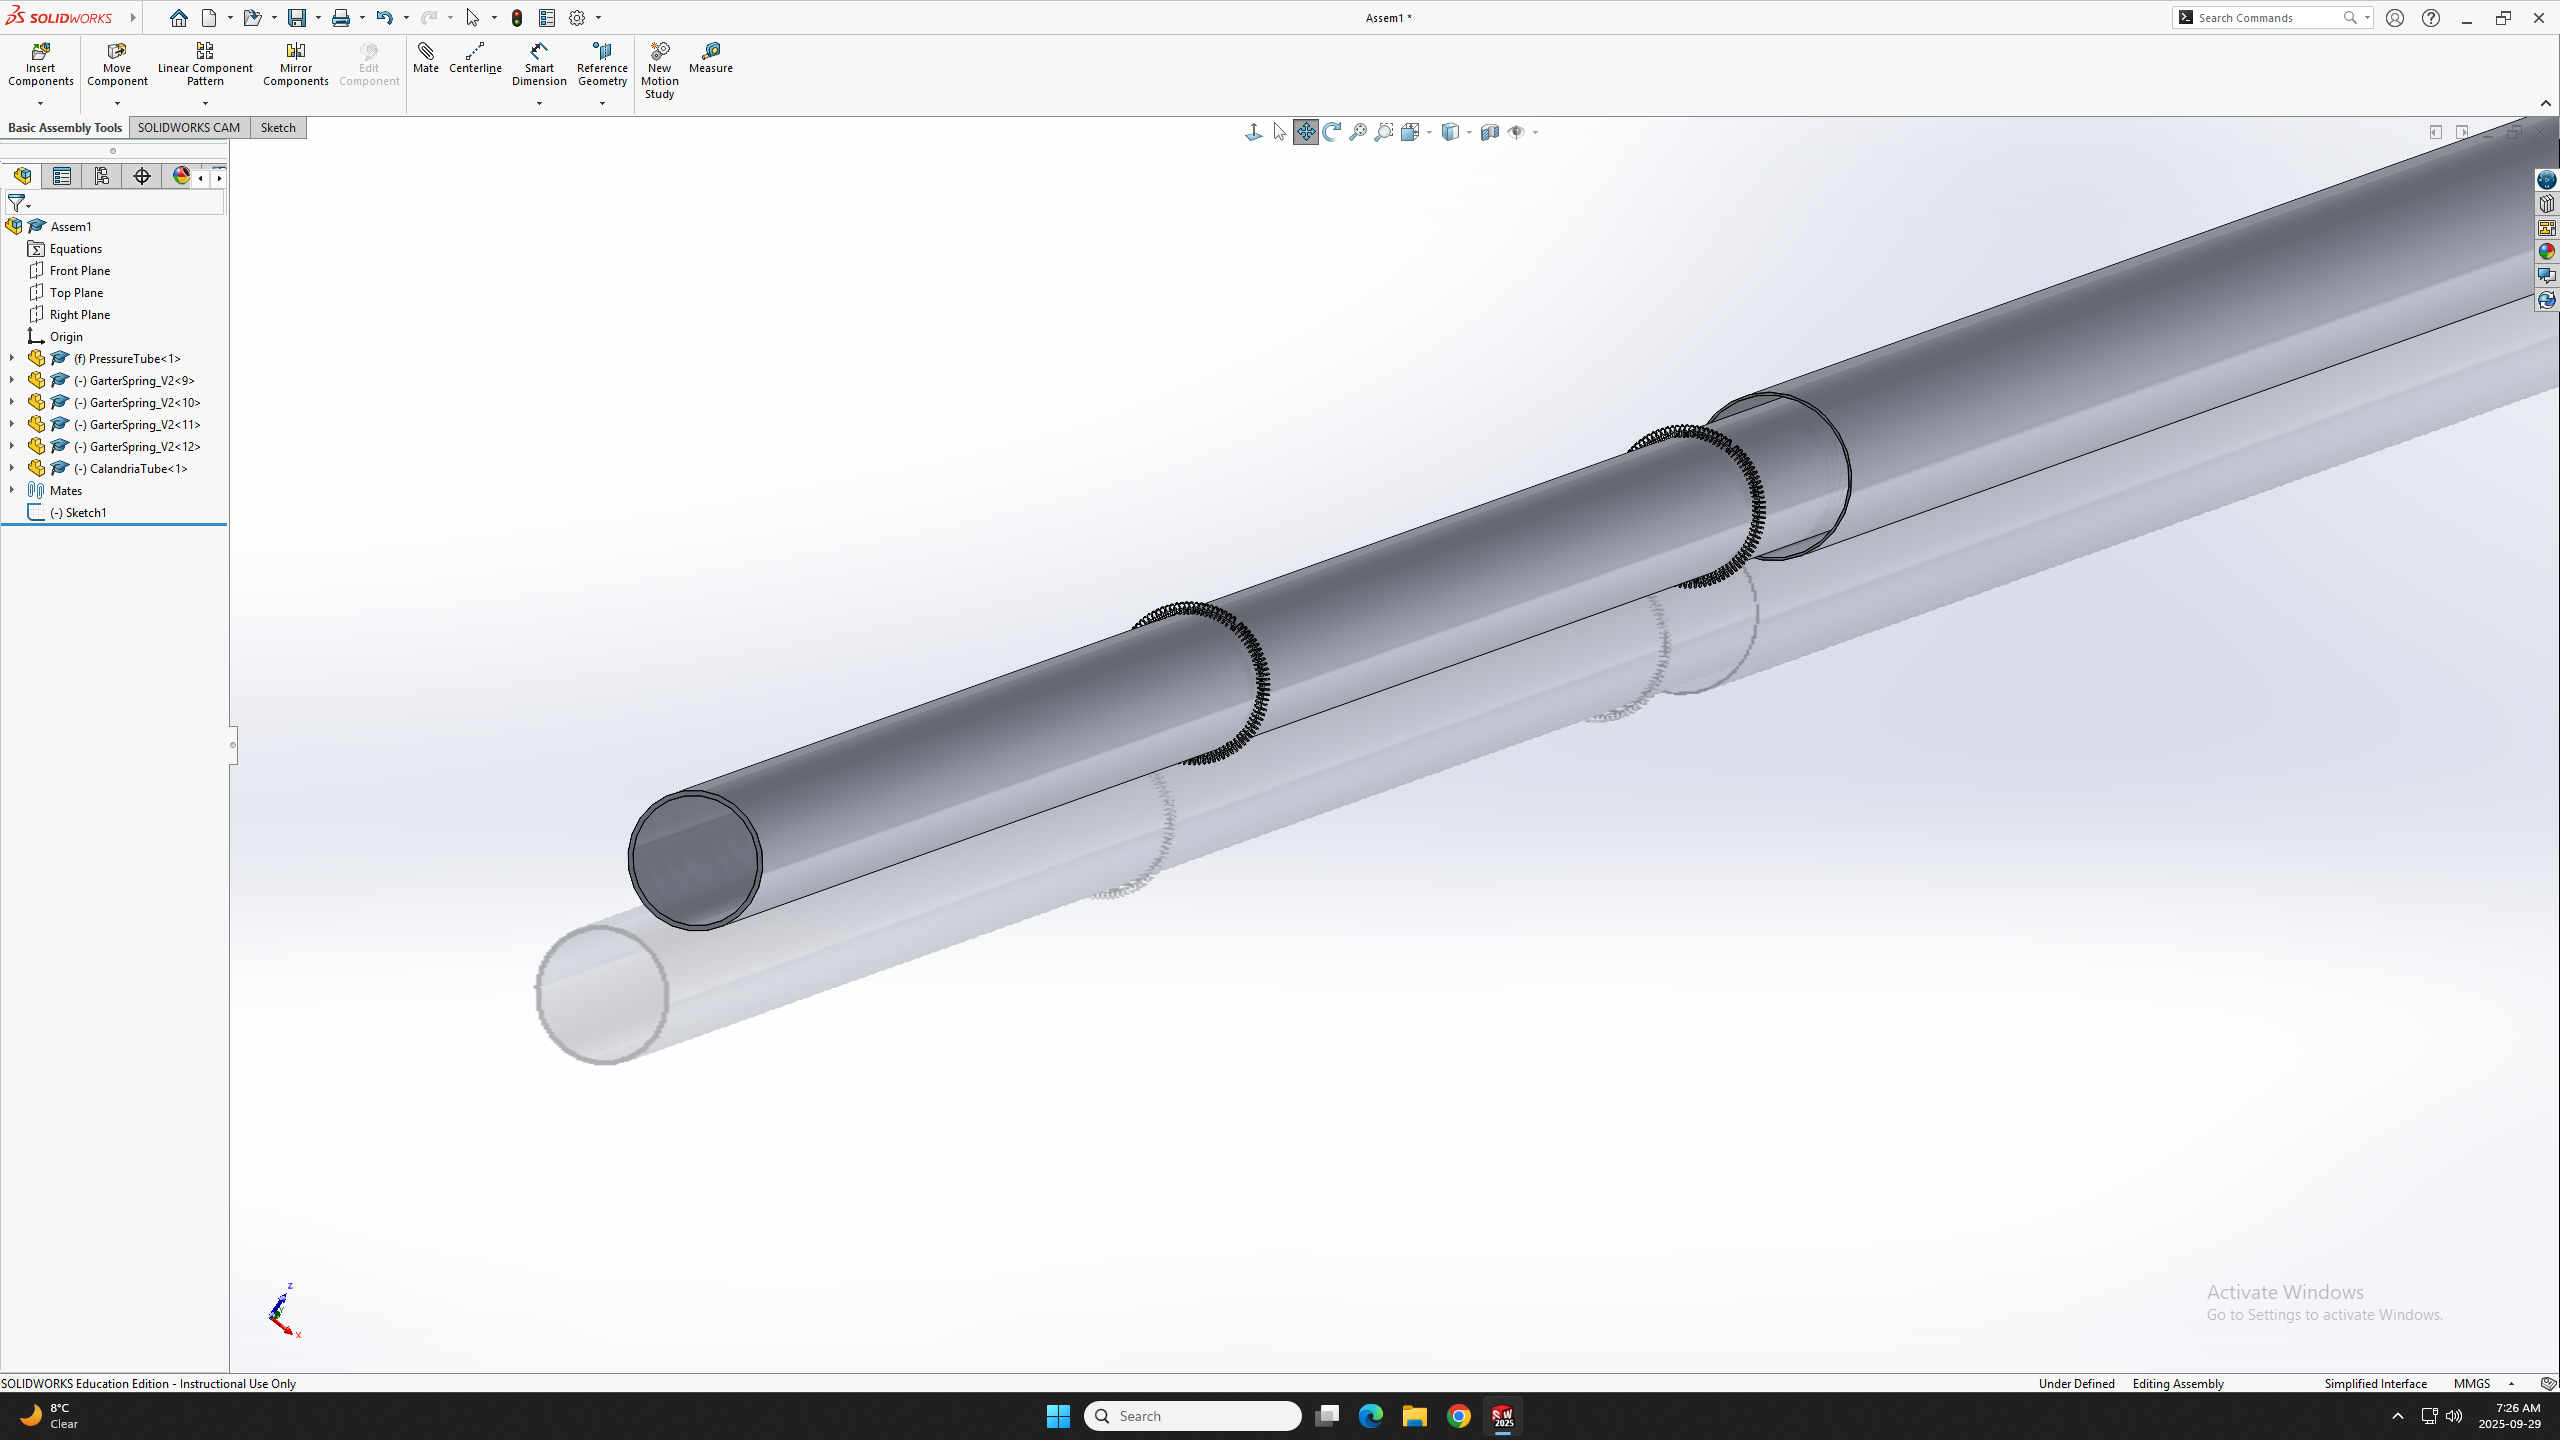 SOLIDWORKS
Assem1 *
Search Commands
Insert Components
Move Component
Linear Component Pattern
Mirror Components
Edit Component
Mate
Centerline
Smart Dimension
Reference Geometry
New Motion Study
Measure
Basic Assembly Tools
SOLIDWORKS CAM
Sketch
Assem1
Equations
Front Plane
Top Plane
Right Plane
Origin
(f) PressureTube<1>
(-) GarterSpring_V2<9>
(-) GarterSpring_V2<10>
(-) GarterSpring_V2<11>
(-) GarterSpring_V2<12>
(-) CalandriaTube<1>
Mates
(-) Sketch1
Z
Y
X
Activate Windows
Go to Settings to activate Windows.
SOLIDWORKS Education Edition - Instructional Use Only
Under Defined
Editing Assembly
Simplified Interface
MMGS
8°C
Clear
Search
SW
2025
7:26 AM
2025-09-29